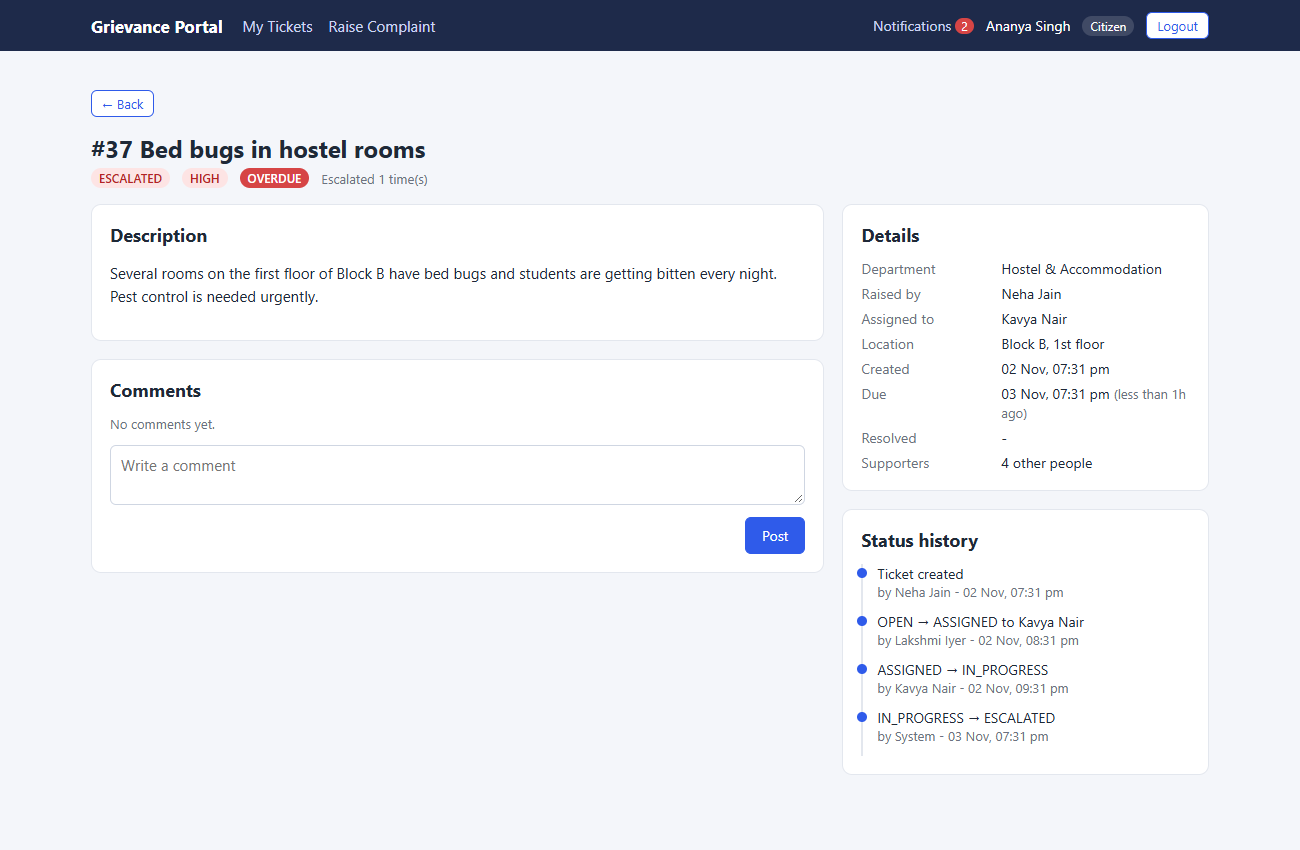 Grievance Portal My Tickets Raise Complaint Notifications 2 Ananya Singh Citizen Logout
← Back
#37 Bed bugs in hostel rooms
ESCALATED HIGH OVERDUE Escalated 1 time(s)
Description
Several rooms on the first floor of Block B have bed bugs and students are getting bitten every night.
Pest control is needed urgently.
Comments
No comments yet.
Write a comment
Post
Details
Department Hostel & Accommodation
Raised by Neha Jain
Assigned to Kavya Nair
Location Block B, 1st floor
Created 02 Nov, 07:31 pm
Due 03 Nov, 07:31 pm (less than 1h
ago)
Resolved -
Supporters 4 other people
Status history
Ticket created
by Neha Jain - 02 Nov, 07:31 pm
OPEN → ASSIGNED to Kavya Nair
by Lakshmi Iyer - 02 Nov, 08:31 pm
ASSIGNED → IN_PROGRESS
by Kavya Nair - 02 Nov, 09:31 pm
IN_PROGRESS → ESCALATED
by System - 03 Nov, 07:31 pm